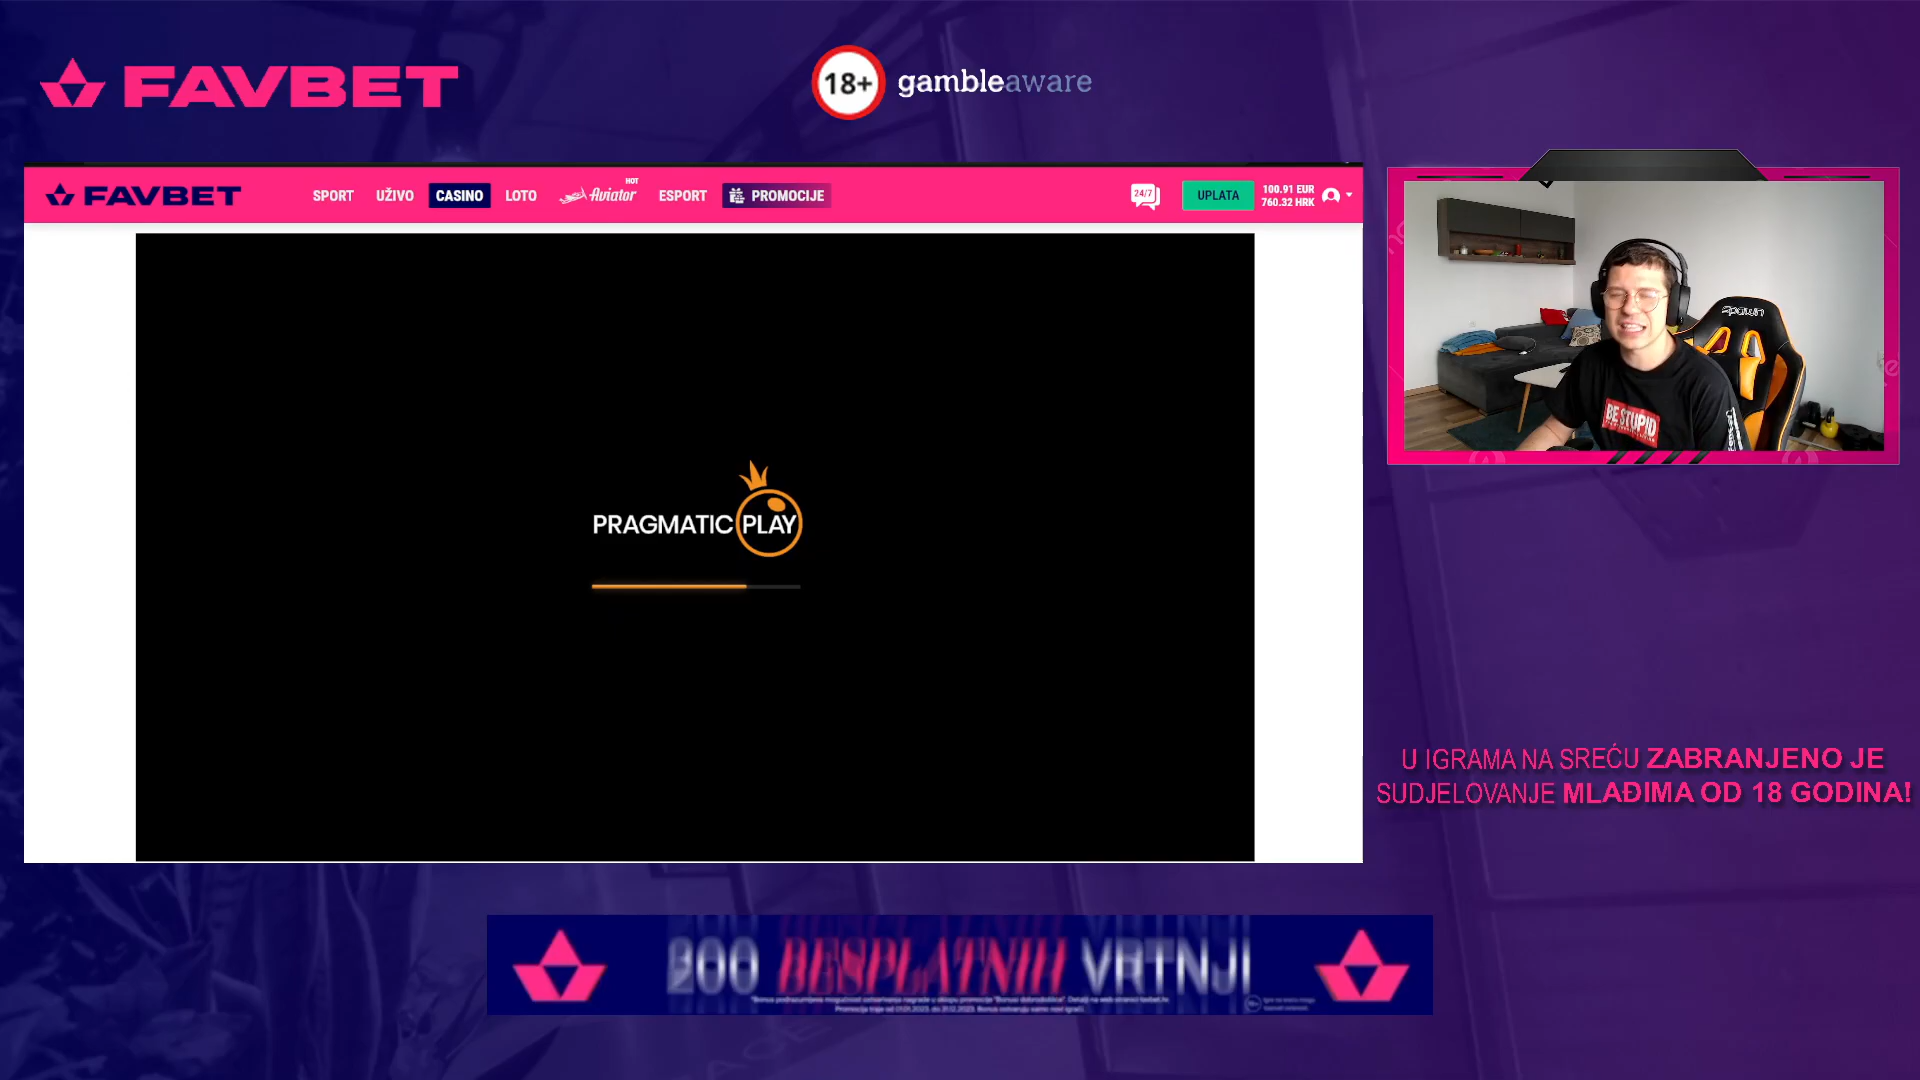 FAVBET
18+ gambleaware
FAVBET SPORT UŽIVO CASINO LOTO Aviator HOT ESPORT PROMOCIJE 24/7 UPLATA 100.91 EUR
760.32 HRK
spawn
BE STUPID
PRAGMATIC PLAY
U IGRAMA NA SREĆU ZABRANJENO JE
SUDJELOVANJE MLAĐIMA OD 18 GODINA!
200 BESPLATNIH VRTNJI